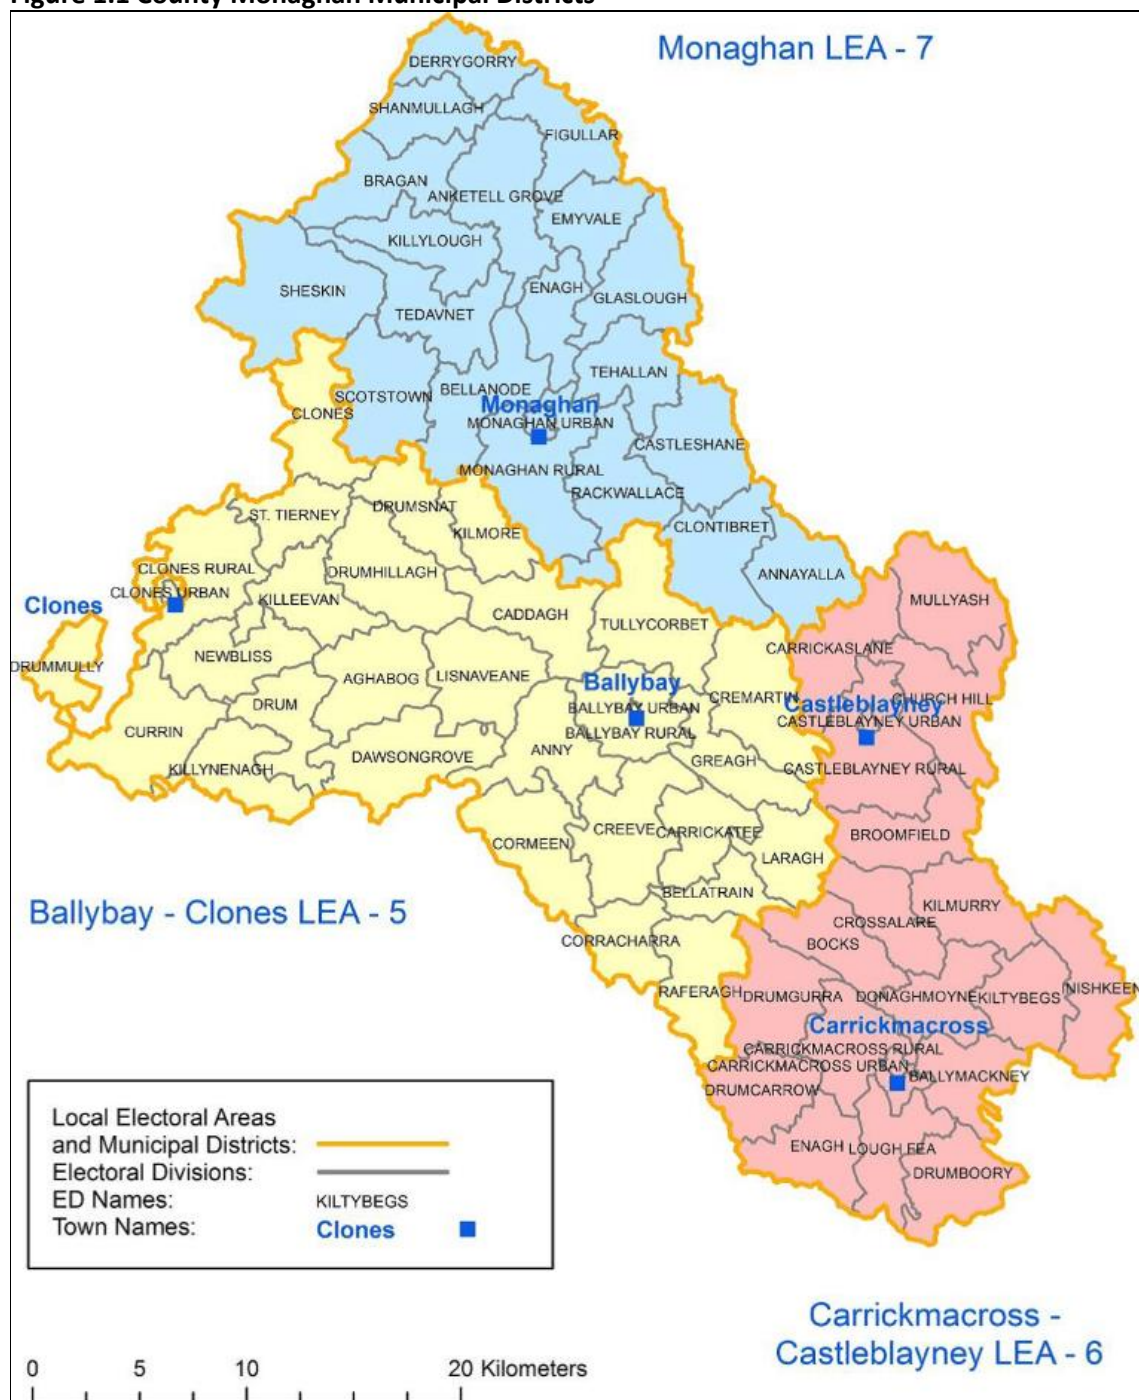 Figure 1.1 County Monaghan Municipal Districts
Monaghan LEA - 7
DERRYGORRY
SHANMULLAGH
FIGULLAR
BRAGAN
ANKETELL GROVE
EMYVALE
KILLYLOUGH
SHESKIN
ENAGH
GLASLOUGH
TEDAVNET
TEHALLAN
BELLANODE
SCOTSTOWN
Monaghan
CLONES
MONAGHAN URBAN
CASTLESHANE
MONAGHAN RURAL
RACKWALLACE
DRUMSNAT
ST. TIERNEY
CLONTIBRET
KILMORE
CLONES RURAL
DRUMHILLAGH
ANNAYALLA
CLONES URBAN
KILLEEVAN
MULLYASH
Clones
CADDAGH
TULLYCORBET
CARRICKASLANE
NEWBLISS
DRUMMULLY
AGHABOG
LISNAVEANE
Ballybay
CREMARTIN
CHURCH HILL
DRUM
Castleblayney
BALLYBAY URBAN
CASTLEBLAYNEY URBAN
CURRIN
BALLYBAY RURAL
ANNY
DAWSONGROVE
GREAGH
KILLYNENAGH
CASTLEBLAYNEY RURAL
CREEVE
CARRICKATEE
BROOMFIELD
CORMEEN
LARAGH
BELLATRAIN
Ballybay - Clones LEA - 5
KILMURRY
CROSSALARE
CORRACHARRA
BOCKS
RAFERAGH
DRUMGURRA
DONAGHMOYNE
KILTYBEGS
INISHKEEN
Carrickmacross
CARRICKMACROSS RURAL
CARRICKMACROSS URBAN
BALLYMACKNEY
DRUMCARROW
ENAGH
LOUGH FEA
DRUMBOORY
Local Electoral Areas
and Municipal Districts:
Electoral Divisions:
ED Names: KILTYBEGS
Town Names: Clones
Carrickmacross -
Castleblayney LEA - 6
0 5 10 20 Kilometers